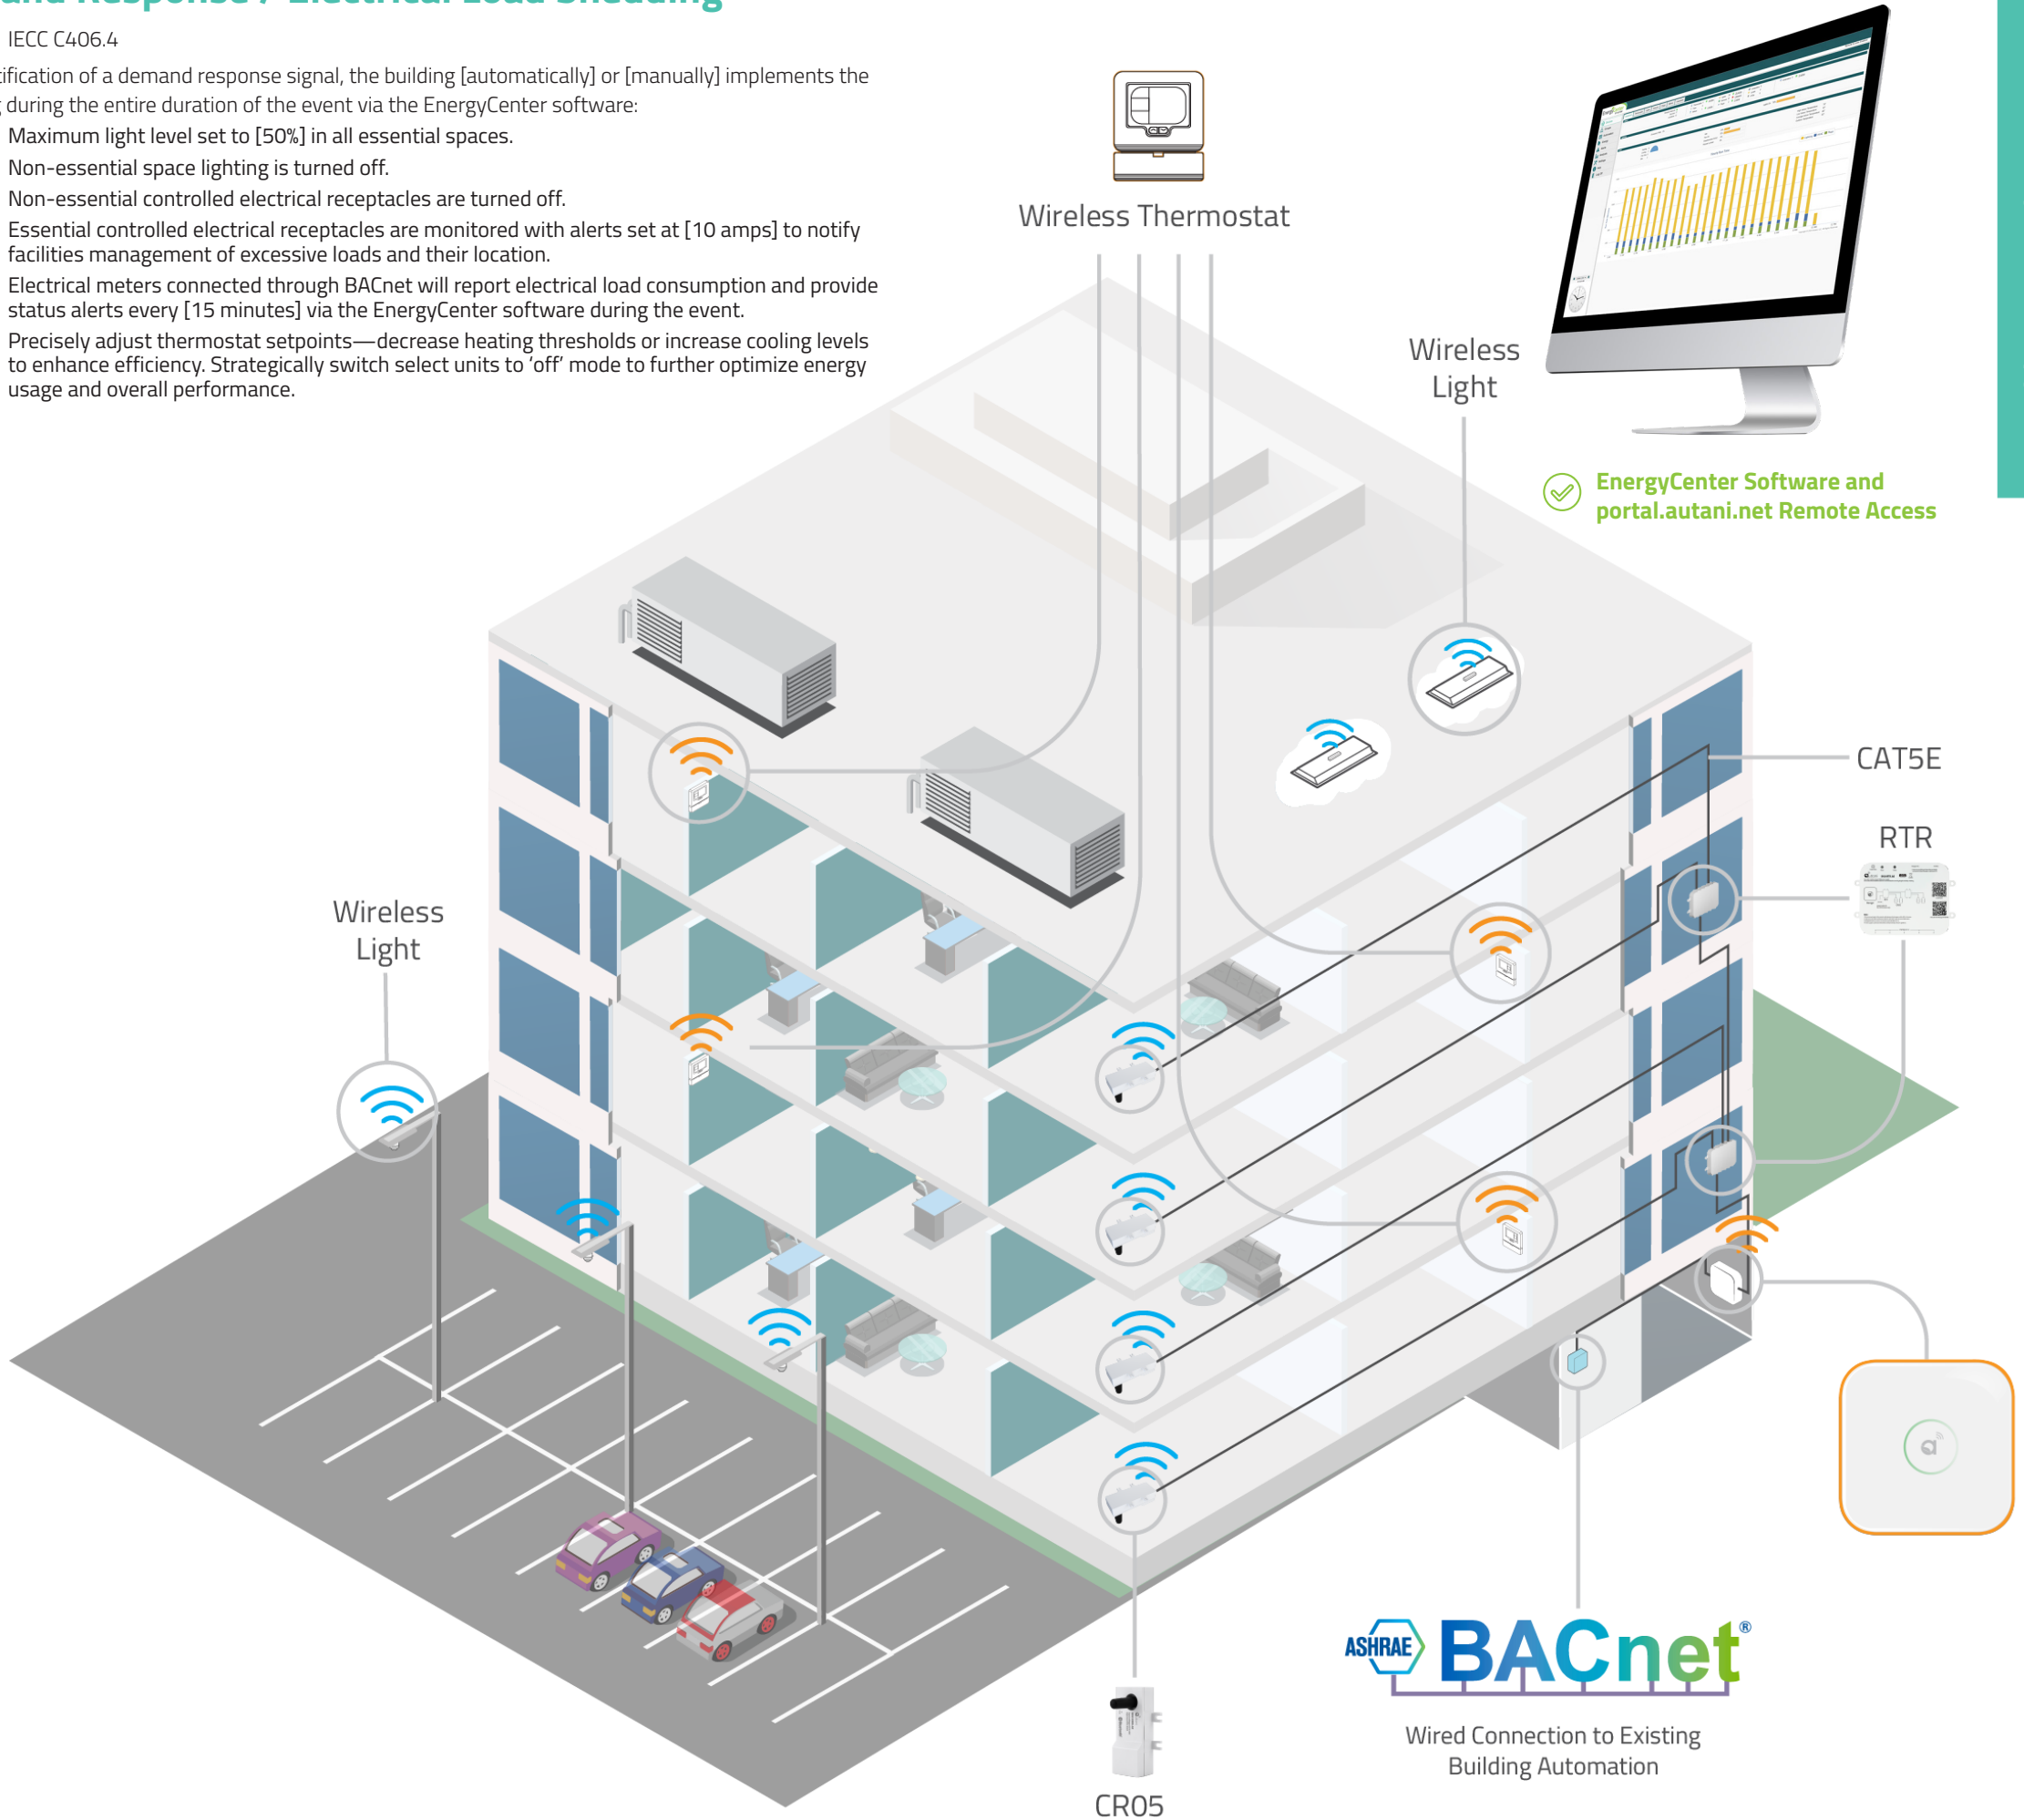 and Response / Electrical Load Shedding
IECC C406.4
tification of a demand response signal, the building [automatically] or [manually] implements the
g during the entire duration of the event via the EnergyCenter software:
Maximum light level set to [50%] in all essential spaces.
Non-essential space lighting is turned off.
Non-essential controlled electrical receptacles are turned off.
Essential controlled electrical receptacles are monitored with alerts set at [10 amps] to notify
facilities management of excessive loads and their location.
Electrical meters connected through BACnet will report electrical load consumption and provide
status alerts every [15 minutes] via the EnergyCenter software during the event.
Precisely adjust thermostat setpoints—decrease heating thresholds or increase cooling levels
to enhance efficiency. Strategically switch select units to ‘off’ mode to further optimize energy
usage and overall performance.
Wireless Thermostat
Wireless
Light
EnergyCenter Software and
portal.autani.net Remote Access
CAT5E
RTR
Wireless
Light
a
ASHRAE BACnet®
Wired Connection to Existing
Building Automation
CR05